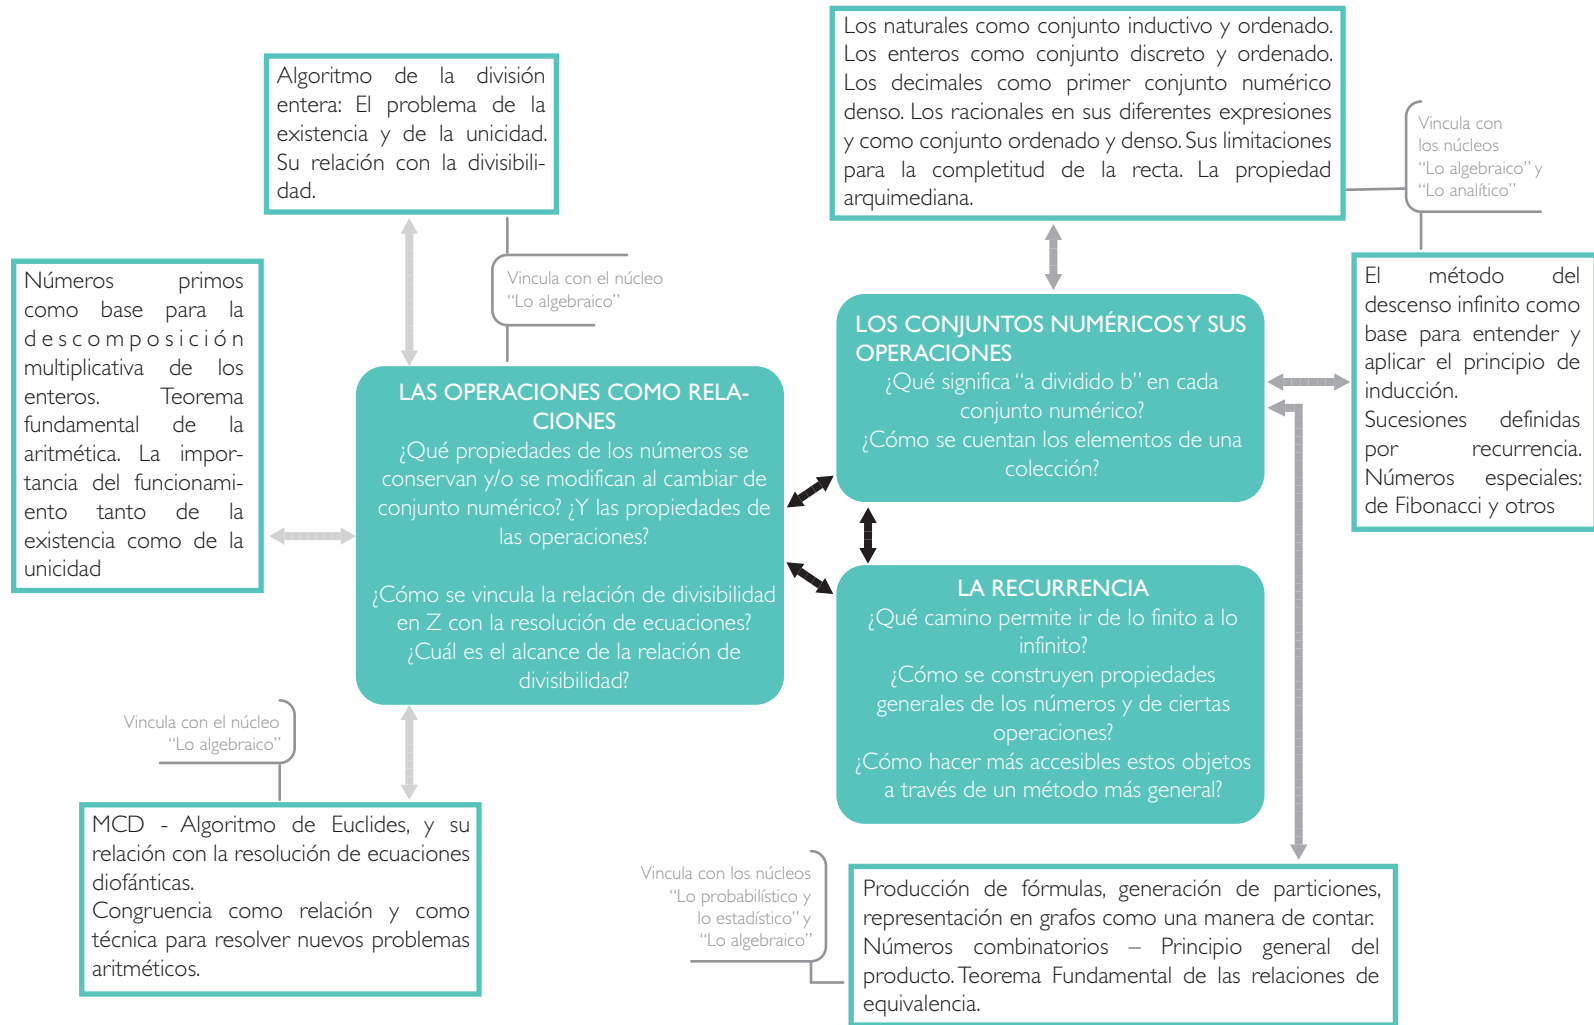 Los naturales como conjunto inductivo y ordenado.
Los enteros como conjunto discreto y ordenado.
Los decimales como primer conjunto numérico
denso. Los racionales en sus diferentes expresiones
y como conjunto ordenado y denso. Sus limitaciones
para la completitud de la recta. La propiedad
arquimediana.
Algoritmo de la división
entera: El problema de la
existencia y de la unicidad.
Su relación con la divisibili-
dad.
Vincula con
los núcleos
“Lo algebraico” y
“Lo analítico”
Vincula con el núcleo
“Lo algebraico”
Números primos
como base para la
descomposición
multiplicativa de los
enteros. Teorema
fundamental de la
aritmética. La impor-
tancia del funcionami-
ento tanto de la
existencia como de la
unicidad
El método del
descenso infinito como
base para entender y
aplicar el principio de
inducción.
Sucesiones definidas
por recurrencia.
Números especiales:
de Fibonacci y otros
LOS CONJUNTOS NUMÉRICOS Y SUS
OPERACIONES
¿Qué significa “a dividido b” en cada
conjunto numérico?
¿Cómo se cuentan los elementos de una
colección?
LAS OPERACIONES COMO RELA-
CIONES
¿Qué propiedades de los números se
conservan y/o se modifican al cambiar de
conjunto numérico? ¿Y las propiedades de
las operaciones?
¿Cómo se vincula la relación de divisibilidad
en Z con la resolución de ecuaciones?
¿Cuál es el alcance de la relación de
divisibilidad?
LA RECURRENCIA
¿Qué camino permite ir de lo finito a lo
infinito?
¿Cómo se construyen propiedades
generales de los números y de ciertas
operaciones?
¿Cómo hacer más accesibles estos objetos
a través de un método más general?
Vincula con el núcleo
“Lo algebraico”
MCD - Algoritmo de Euclides, y su
relación con la resolución de ecuaciones
diofánticas.
Congruencia como relación y como
técnica para resolver nuevos problemas
aritméticos.
Vincula con los núcleos
“Lo probabilístico y
lo estadístico” y
“Lo algebraico”
Producción de fórmulas, generación de particiones,
representación en grafos como una manera de contar.
Números combinatorios – Principio general del
producto. Teorema Fundamental de las relaciones de
equivalencia.